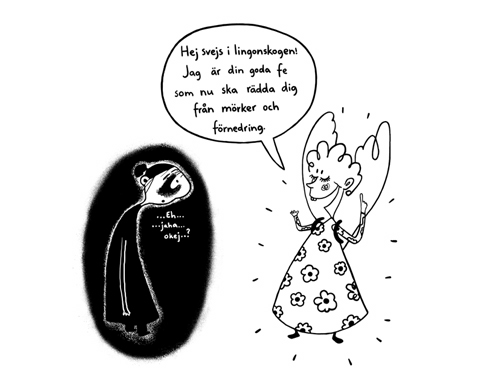 Hej svejs i lingonskogen!
Jag är din goda fe
som nu ska rädda dig
från mörker och
förnedring.
...Eh...
...jaha...
okej..?